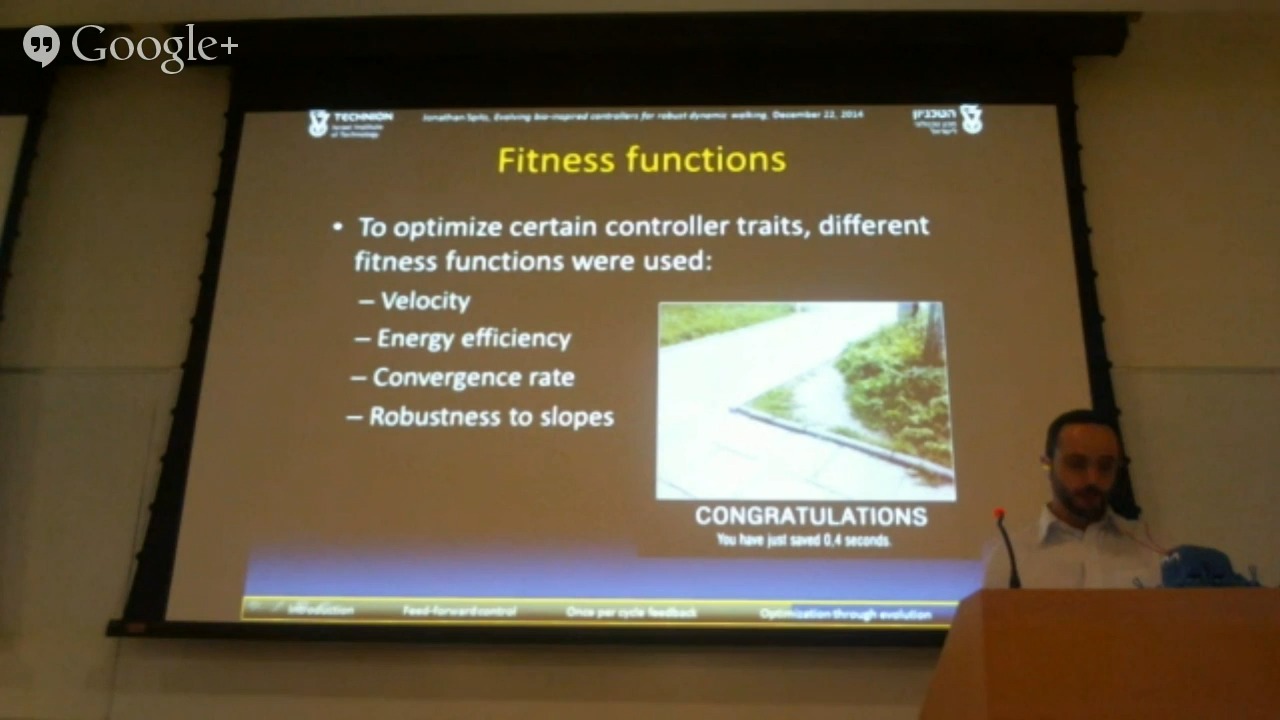 Google+
TECHNION
Israel Institute
of Technology
Jonathan Spitz, Evolving bio-inspired controllers for robust dynamic walking, December 22, 2014
הטכניון
Fitness functions
• To optimize certain controller traits, different
fitness functions were used:
– Velocity
– Energy efficiency
– Convergence rate
– Robustness to slopes
CONGRATULATIONS
You have just saved 0,4 seconds.
Introduction
Feed-forward control
Once per cycle feedback
Optimization through evolution